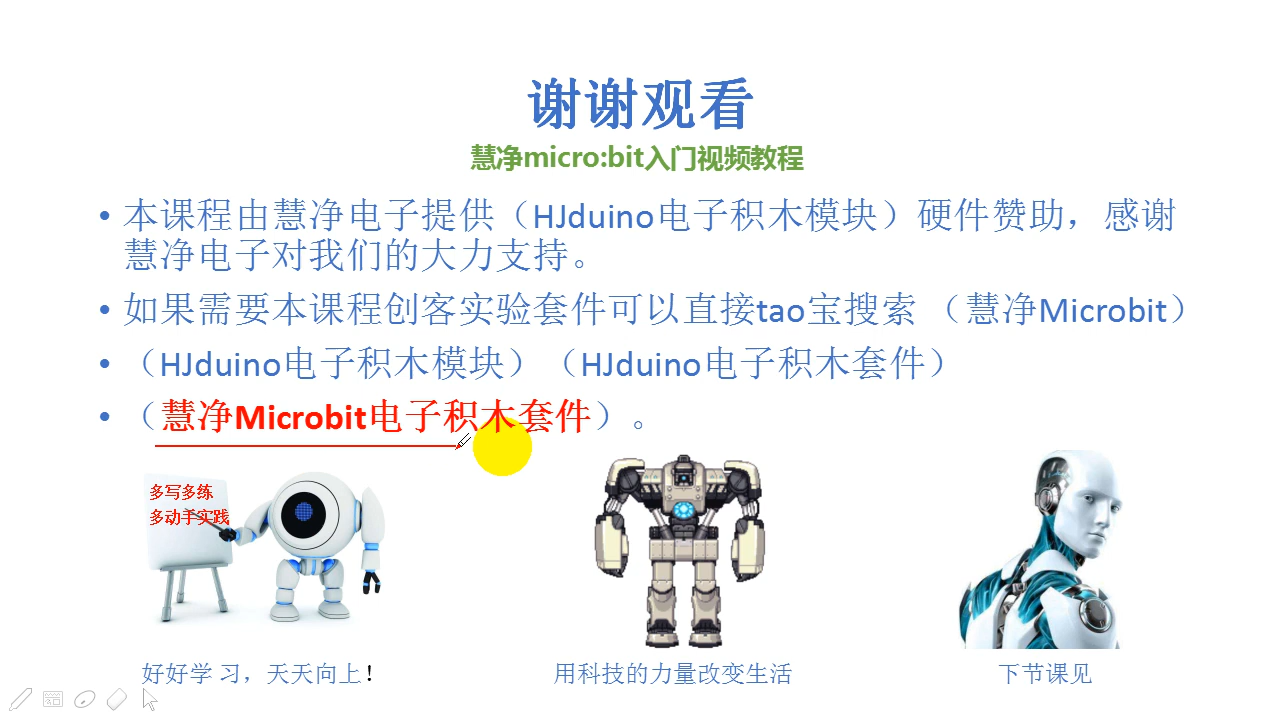 谢谢观看
慧净micro:bit入门视频教程
• 本课程由慧净电子提供（HJduino电子积木模块）硬件赞助，感谢
慧净电子对我们的大力支持。
• 如果需要本课程创客实验套件可以直接tao宝搜索 （慧净Microbit）
• （HJduino电子积木模块）（HJduino电子积木套件）
• （慧净Microbit电子积木套件）。
多写多练
多动手实践
好好学 习，天天向上！
用科技的力量改变生活
下节课见